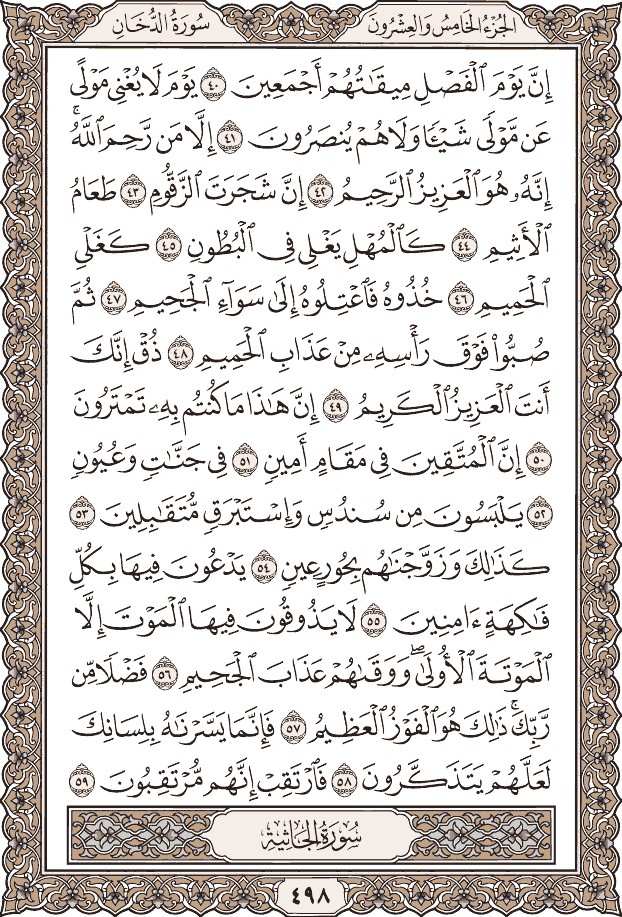 الجُزْءُ الخَامِسُ وَالعِشْرُونَ
سُورَةُ الدُّخَانِ
إِنَّ يَوْمَ ٱلْفَصْلِ مِيقَٰتُهُمْ أَجْمَعِينَ ٤٠ يَوْمَ لَا يُغْنِى مَوْلًى
عَن مَّوْلًى شَيْـًٔا وَلَا هُمْ يُنصَرُونَ ٤١ إِلَّا مَن رَّحِمَ ٱللَّهُ ۚ
إِنَّهُۥ هُوَ ٱلْعَزِيزُ ٱلرَّحِيمُ ٤٢ إِنَّ شَجَرَتَ ٱلزَّقُّومِ ٤٣ طَعَامُ
ٱلْأَثِيمِ ٤٤ كَٱلْمُهْلِ يَغْلِى فِى ٱلْبُطُونِ ٤٥ كَغَلْىِ
ٱلْحَمِيمِ ٤٦ خُذُوهُ فَٱعْتِلُوهُ إِلَىٰ سَوَآءِ ٱلْجَحِيمِ ٤٧ ثُمَّ
صُبُّوا۟ فَوْقَ رَأْسِهِۦ مِنْ عَذَابِ ٱلْحَمِيمِ ٤٨ ذُقْ إِنَّكَ
أَنتَ ٱلْعَزِيزُ ٱلْكَرِيمُ ٤٩ إِنَّ هَٰذَا مَا كُنتُم بِهِۦ تَمْتَرُونَ
٥٠ إِنَّ ٱلْمُتَّقِينَ فِى مَقَامٍ أَمِينٍ ٥١ فِى جَنَّٰتٍ وَعُيُونٍ
٥٢ يَلْبَسُونَ مِن سُندُسٍ وَإِسْتَبْرَقٍ مُّتَقَٰبِلِينَ ٥٣
كَذَٰلِكَ وَزَوَّجْنَٰهُم بِحُورٍ عِينٍ ٥٤ يَدْعُونَ فِيهَا بِكُلِّ
فَٰكِهَةٍ ءَامِنِينَ ٥٥ لَا يَذُوقُونَ فِيهَا ٱلْمَوْتَ إِلَّا
ٱلْمَوْتَةَ ٱلْأُولَىٰ ۖ وَوَقَىٰهُمْ عَذَابَ ٱلْجَحِيمِ ٥٦ فَضْلًا مِّن
رَّبِّكَ ۚ ذَٰلِكَ هُوَ ٱلْفَوْزُ ٱلْعَظِيمُ ٥٧ فَإِنَّمَا يَسَّرْنَٰهُ بِلِسَانِكَ
لَعَلَّهُمْ يَتَذَكَّرُونَ ٥٨ فَٱرْتَقِبْ إِنَّهُم مُّرْتَقِبُونَ ٥٩
سُورَةُ الجَاثِيَةِ
٤٩٨